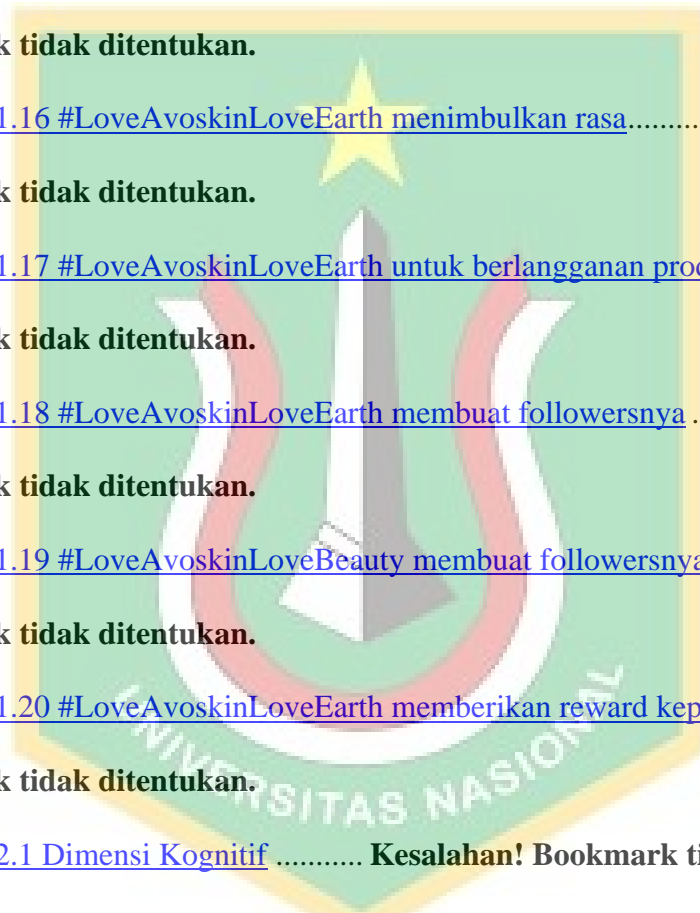 k tidak ditentukan.
1.16 #LoveAvoskinLoveEarth menimbulkan rasa.........
k tidak ditentukan.
1.17 #LoveAvoskinLoveEarth untuk berlangganan prod
k tidak ditentukan.
1.18 #LoveAvoskinLoveEarth membuat followersnya ..
k tidak ditentukan.
1.19 #LoveAvoskinLoveBeauty membuat followersnya
k tidak ditentukan.
1.20 #LoveAvoskinLoveEarth memberikan reward kep
k tidak ditentukan.
UNIVERSITAS NASIONAL
2.1 Dimensi Kognitif .......... Kesalahan! Bookmark ti